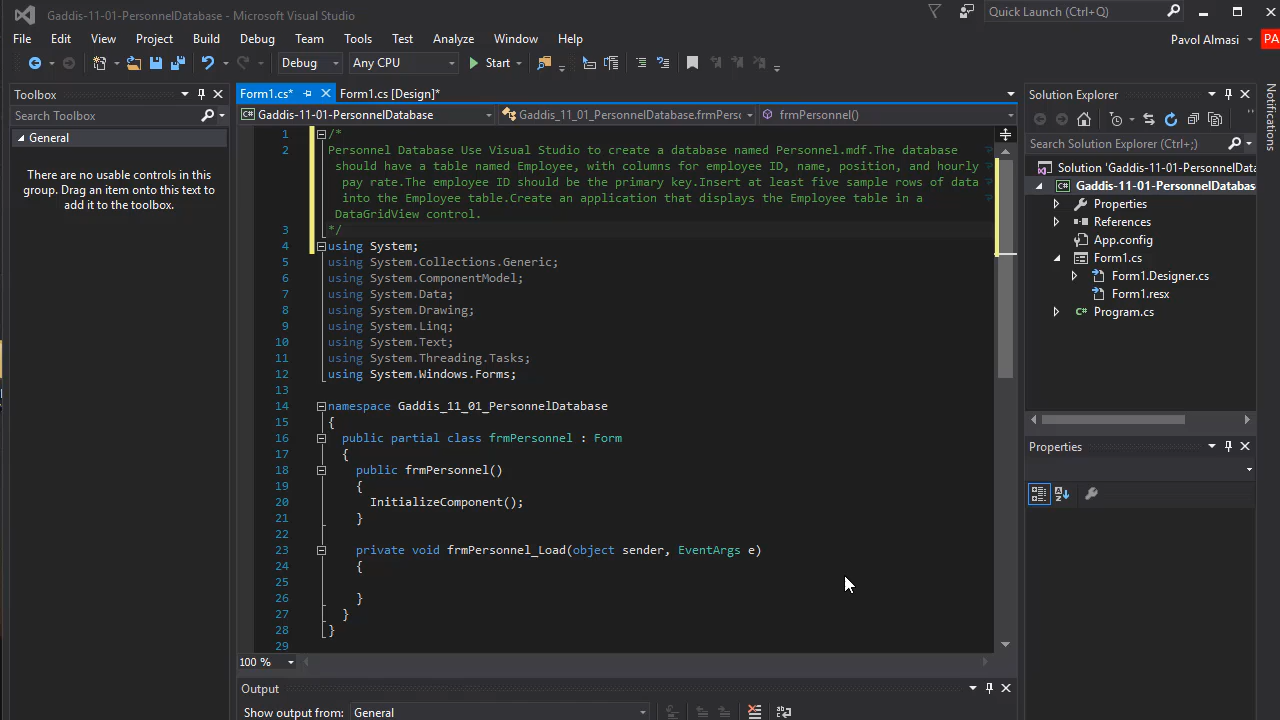 Gaddis-11-01-PersonnelDatabase - Microsoft Visual Studio
Quick Launch (Ctrl+Q)
File Edit View Project Build Debug Team Tools Test Analyze Window Help
Pavol Almasi PA
Debug Any CPU Start
Toolbox
Search Toolbox
General
There are no usable controls in this
group. Drag an item onto this text to
add it to the toolbox.
Form1.cs* Form1.cs [Design]*
Gaddis-11-01-PersonnelDatabase Gaddis_11_01_PersonnelDatabase.frmPerso frmPersonnel()
1 /*
2 Personnel Database Use Visual Studio to create a database named Personnel.mdf.The database
should have a table named Employee, with columns for employee ID, name, position, and hourly
pay rate.The employee ID should be the primary key.Insert at least five sample rows of data
into the Employee table.Create an application that displays the Employee table in a
DataGridView control.
3 */
4 using System;
5 using System.Collections.Generic;
6 using System.ComponentModel;
7 using System.Data;
8 using System.Drawing;
9 using System.Linq;
10 using System.Text;
11 using System.Threading.Tasks;
12 using System.Windows.Forms;
13
14 namespace Gaddis_11_01_PersonnelDatabase
15 {
16 public partial class frmPersonnel : Form
17 {
18 public frmPersonnel()
19 {
20 InitializeComponent();
21 }
22
23 private void frmPersonnel_Load(object sender, EventArgs e)
24 {
25
26 }
27 }
28 }
29
100 %
Output
Show output from: General
Solution Explorer
Search Solution Explorer (Ctrl+;)
Solution 'Gaddis-11-01-PersonnelData
Gaddis-11-01-PersonnelDatabas
Properties
References
App.config
Form1.cs
Form1.Designer.cs
Form1.resx
Program.cs
Properties
Notifications